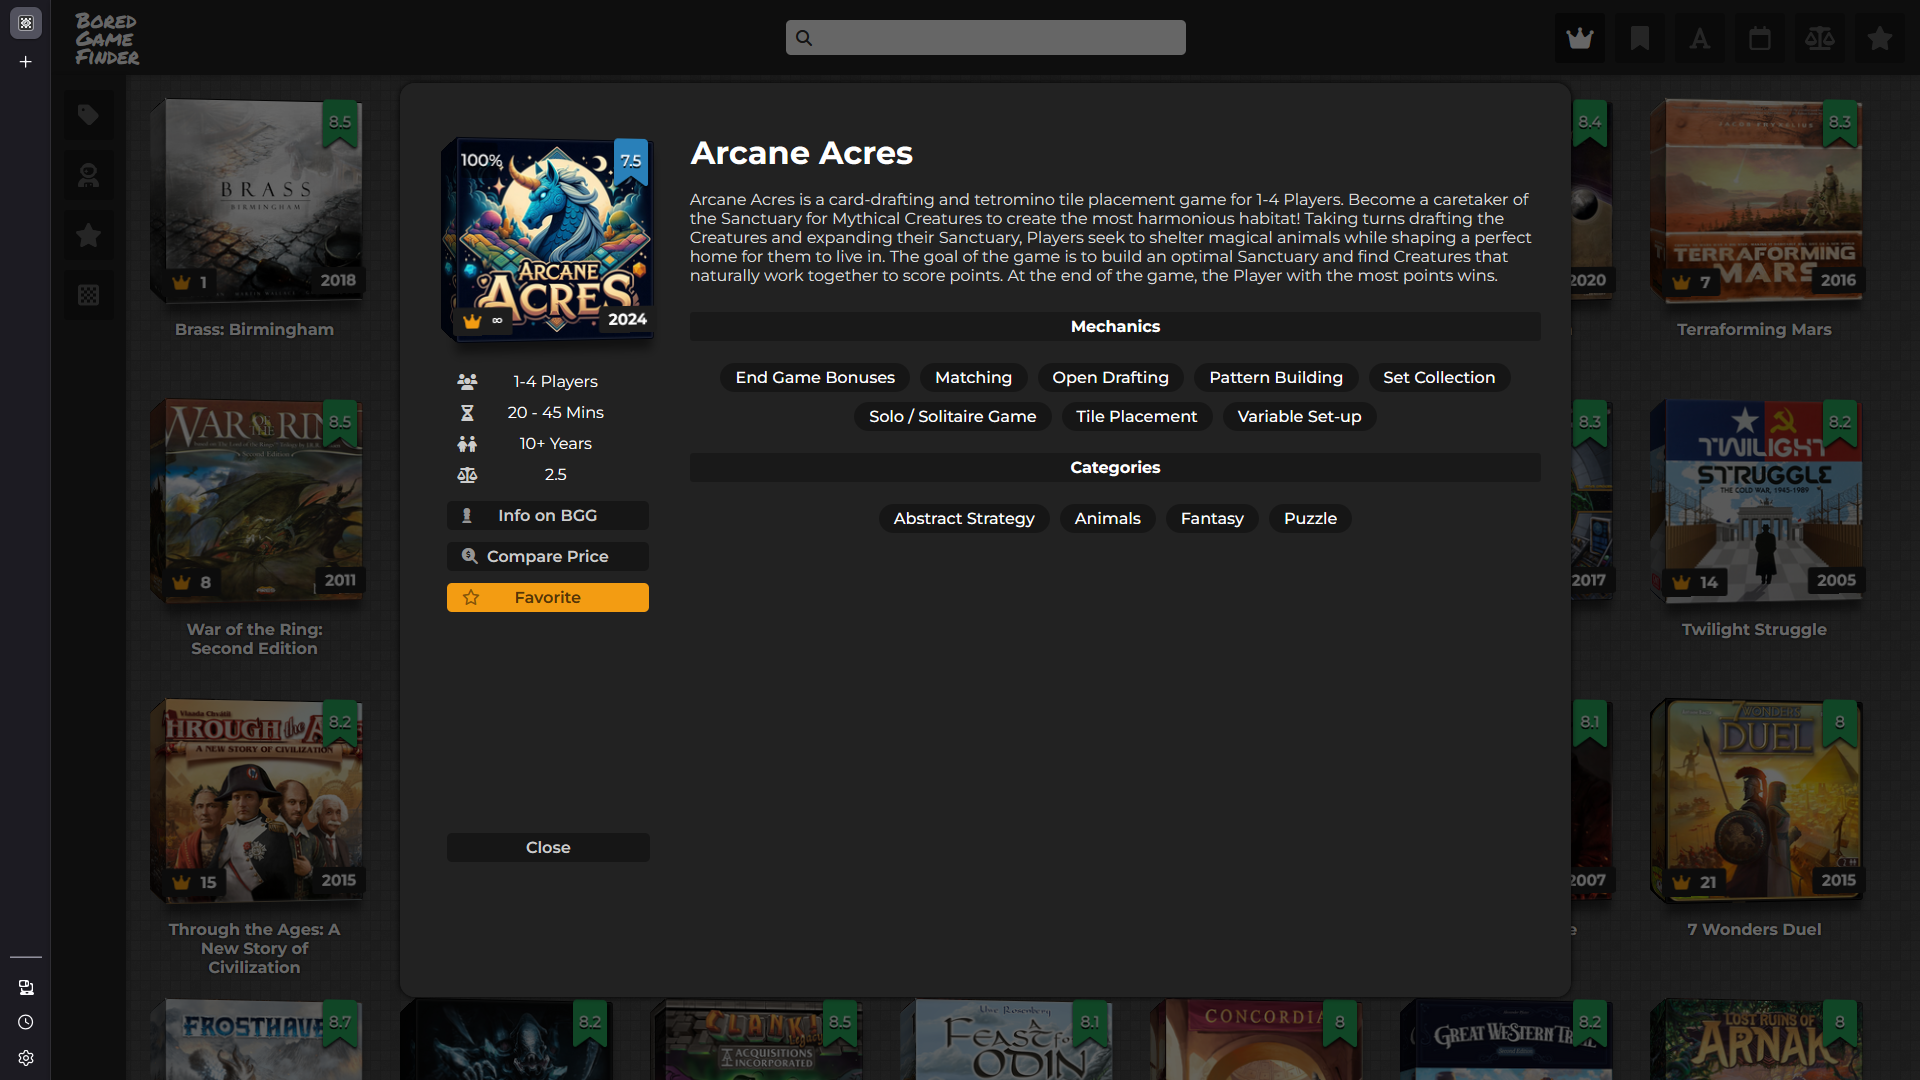 BORED
GAME
FINDER
8.5
BRASS
BIRMINGHAM
1
2018
Brass: Birmingham
8.5
WAR OF THE RIN
Second Edition
8
2011
War of the Ring:
Second Edition
8.2
Vlaada Chvátil
HROUGH the A
A NEW STORY OF CIVILIZATION
15
2015
Through the Ages: A
New Story of
Civilization
FROSTHAVE
8.7
100%
7.5
ARCANE
ACRES
∞
2024
1-4 Players
20 - 45 Mins
10+ Years
2.5
Info on BGG
Compare Price
Favorite
Close
Arcane Acres
Arcane Acres is a card-drafting and tetromino tile placement game for 1-4 Players. Become a caretaker of
the Sanctuary for Mythical Creatures to create the most harmonious habitat! Taking turns drafting the
Creatures and expanding their Sanctuary, Players seek to shelter magical animals while shaping a perfect
home for them to live in. The goal of the game is to build an optimal Sanctuary and find Creatures that
naturally work together to score points. At the end of the game, the Player with the most points wins.
Mechanics
End Game Bonuses
Matching
Open Drafting
Pattern Building
Set Collection
Solo / Solitaire Game
Tile Placement
Variable Set-up
Categories
Abstract Strategy
Animals
Fantasy
Puzzle
8.4
2020
8.3
2017
8.1
2007
e
8.3
TERRAFORMING
MARS
7
2016
Terraforming Mars
8.2
TWILIGHT
STRUGGLE
THE COLD WAR, 1945-1989
14
2005
Twilight Struggle
8
7 WONDERS
DUEL
21
2015
7 Wonders Duel
8.2
CLANK!
Legacy
ACQUISITIONS
INCORPORATED
8.5
Uwe Rosenberg
A
FEAST for
ODIN
8.1
CONCORDIA
8
GREAT WESTERN TR
8.2
LOST RUINS OF
ARNAK
8